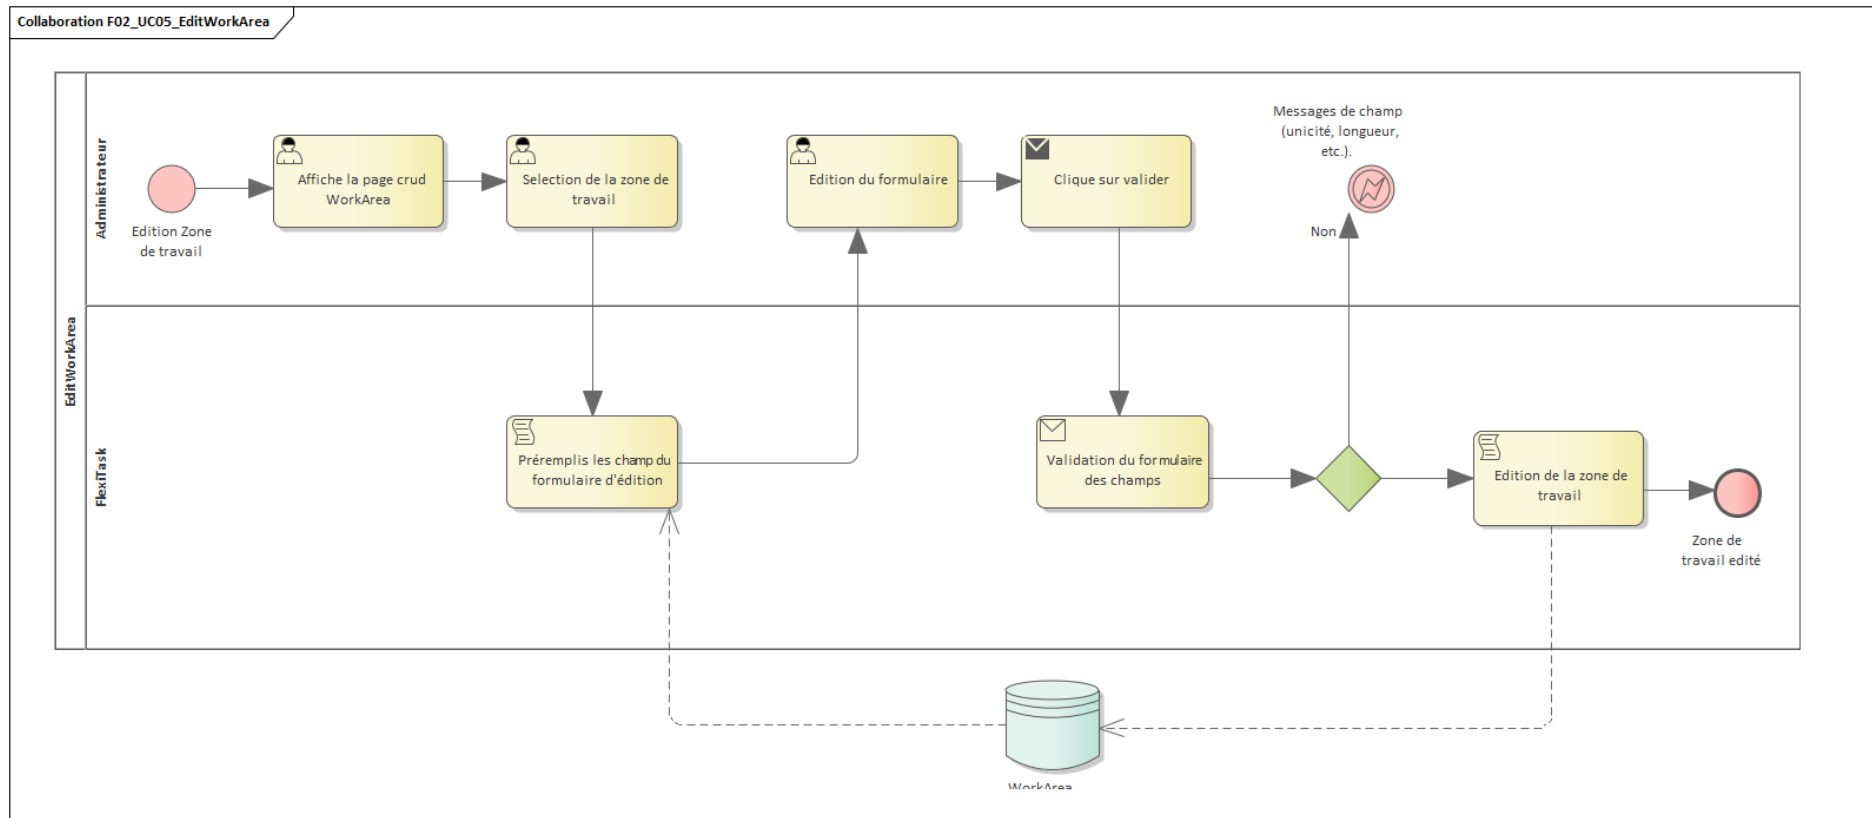 Collaboration F02_UC05_EditWorkArea
EditWorkArea
Administrateur
Edition Zone
de travail
Affiche la page crud
WorkArea
Selection de la zone de
travail
Edition du formulaire
Clique sur valider
Messages de champ
(unicité, longueur,
etc.).
Non
FlexiTask
Préremplis les champ du
formulaire d'édition
Validation du formulaire
des champs
Edition de la zone de
travail
Zone de
travail edité
WorkArea